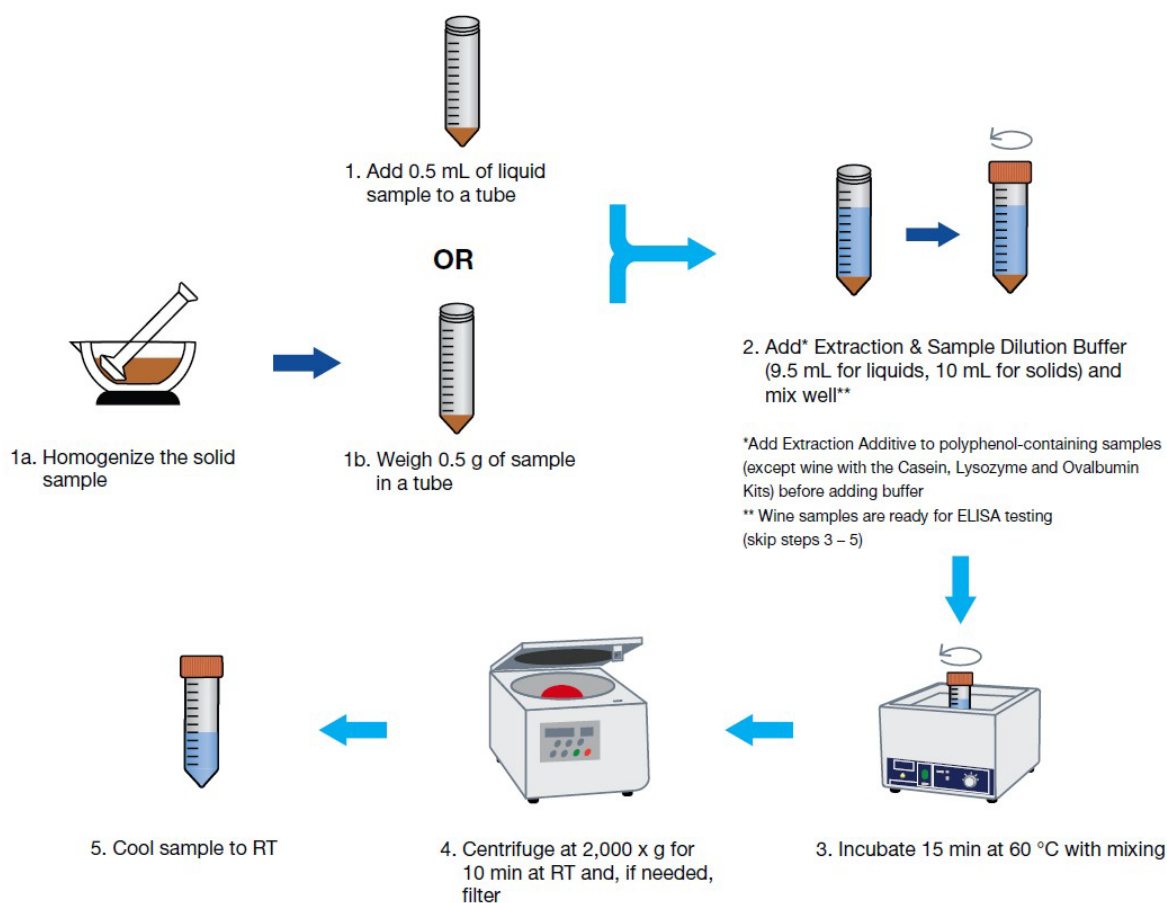 1. Add 0.5 mL of liquid
sample to a tube
OR
1a. Homogenize the solid
sample
1b. Weigh 0.5 g of sample
in a tube
2. Add* Extraction & Sample Dilution Buffer
(9.5 mL for liquids, 10 mL for solids) and
mix well**
*Add Extraction Additive to polyphenol-containing samples
(except wine with the Casein, Lysozyme and Ovalbumin
Kits) before adding buffer
** Wine samples are ready for ELISA testing
(skip steps 3 – 5)
3. Incubate 15 min at 60 °C with mixing
4. Centrifuge at 2,000 x g for
10 min at RT and, if needed,
filter
5. Cool sample to RT